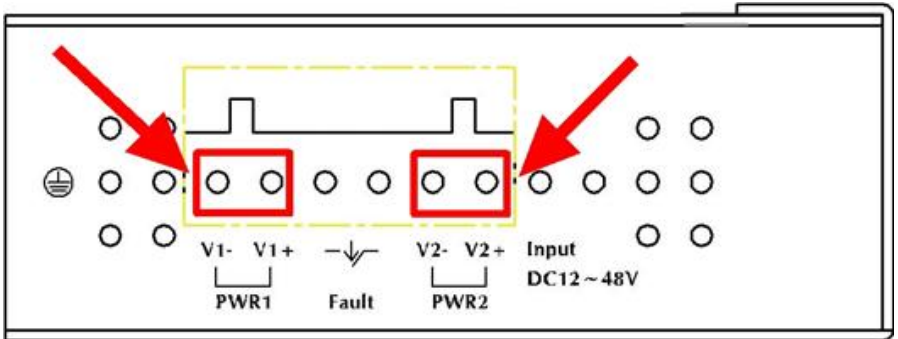 V1- V1+ V2- V2+ Input
DC12~48V
PWR1 Fault PWR2